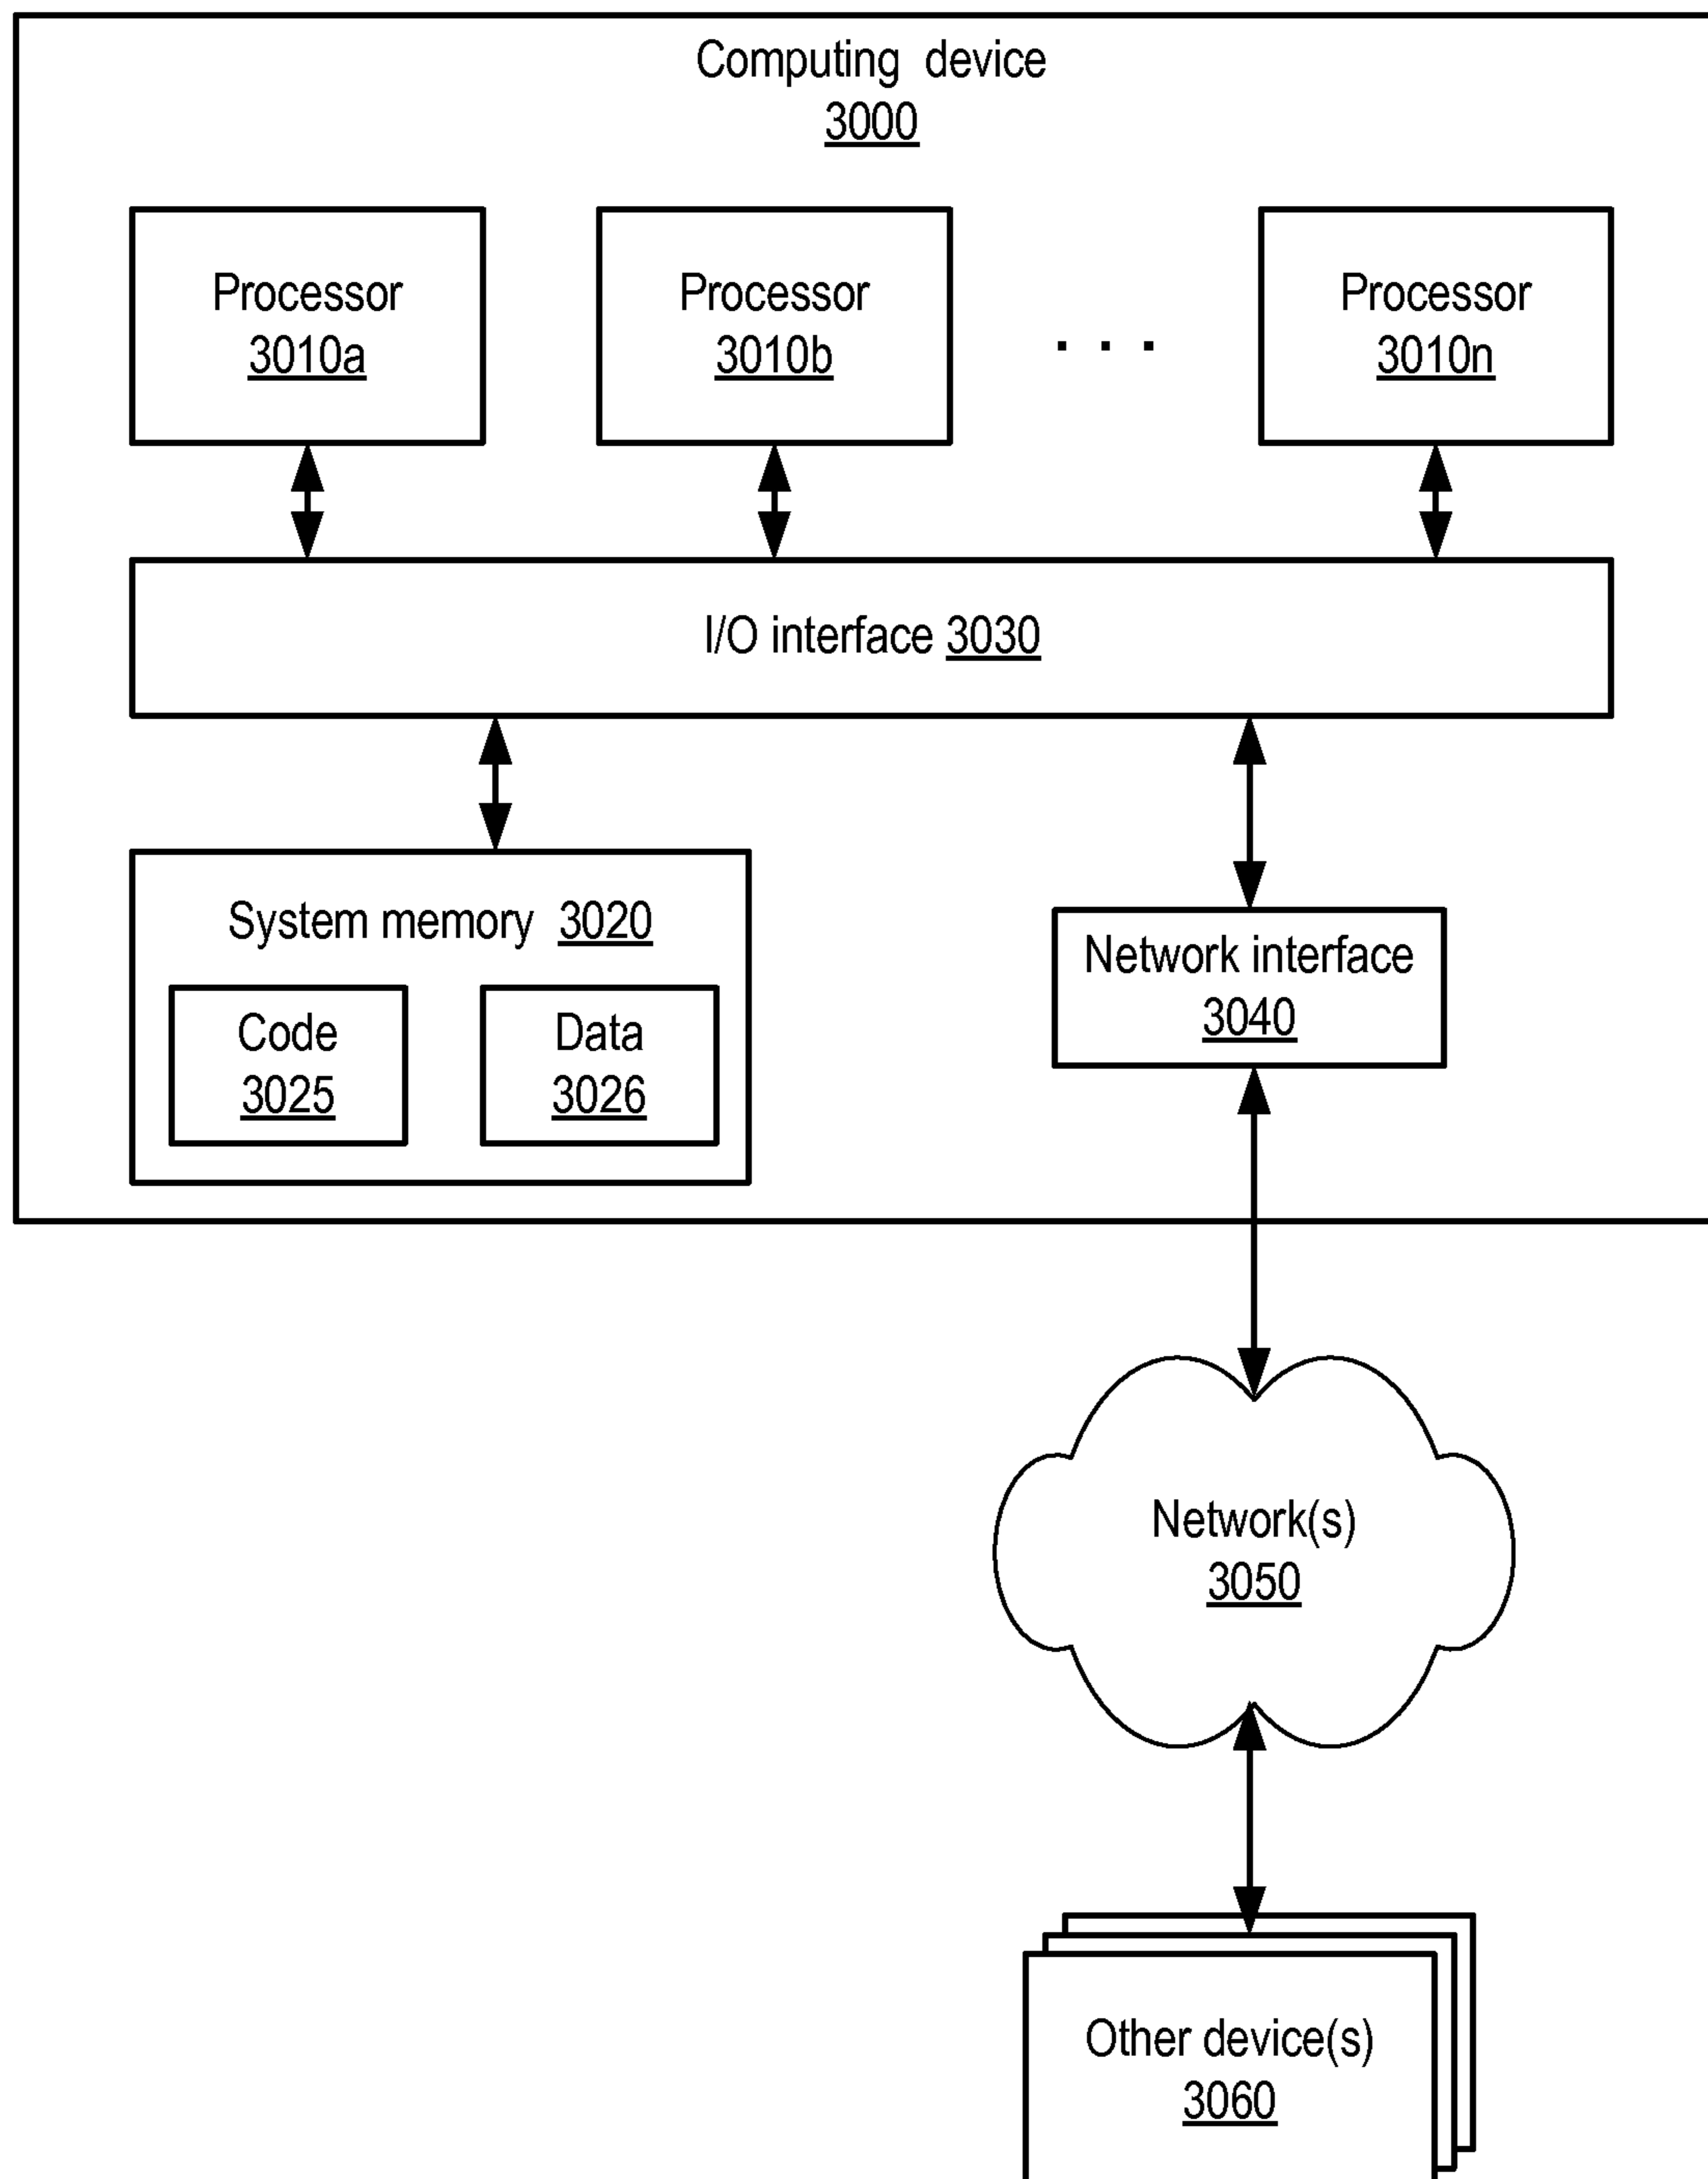 Computing device
3000
Processor
3010a
Processor
3010b
. . .
Processor
3010n
I/O interface 3030
System memory 3020
Code
3025
Data
3026
Network interface
3040
Network(s)
3050
Other device(s)
3060